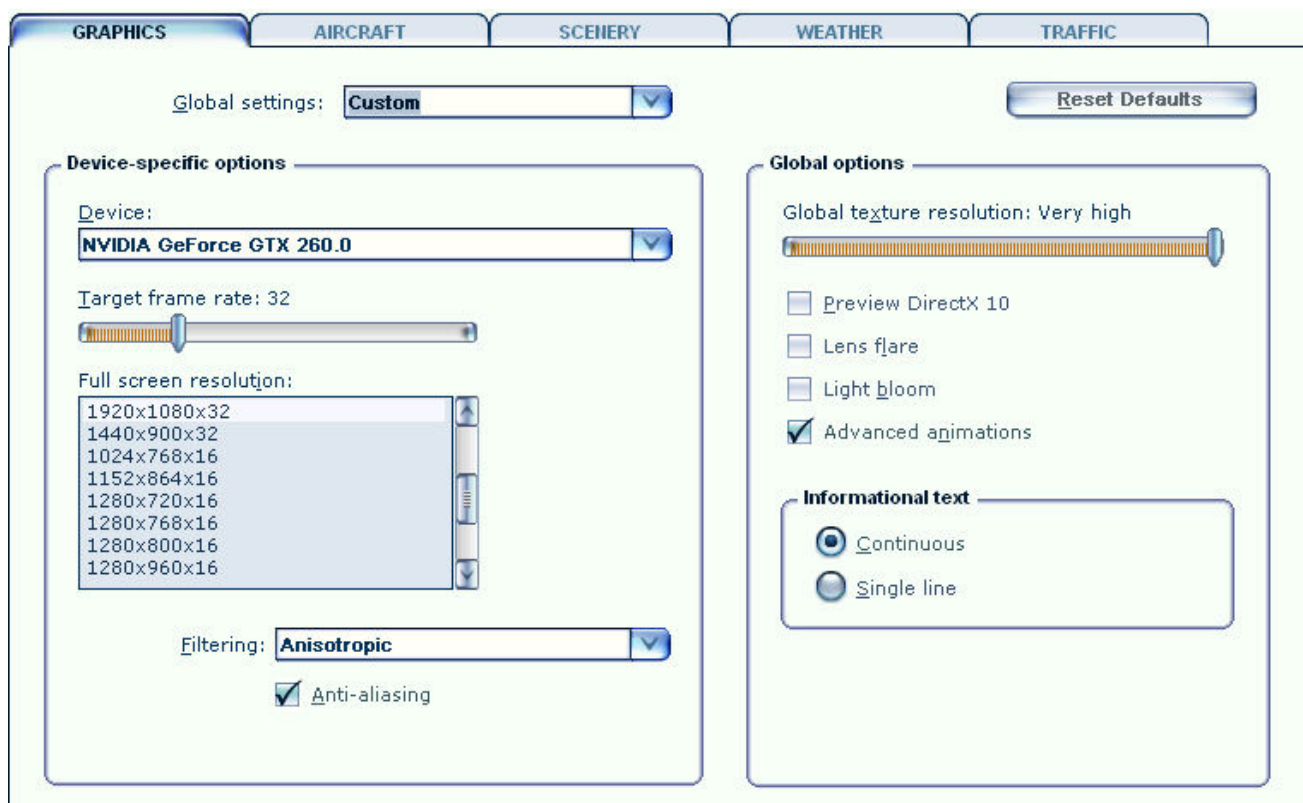 GRAPHICS AIRCRAFT SCENERY WEATHER TRAFFIC
Global settings: Custom
Reset Defaults
Device-specific options
Device:
NVIDIA GeForce GTX 260.0
Target frame rate: 32
Full screen resolution:
1920x1080x32
1440x900x32
1024x768x16
1152x864x16
1280x720x16
1280x768x16
1280x800x16
1280x960x16
Filtering: Anisotropic
Anti-aliasing
Global options
Global texture resolution: Very high
Preview DirectX 10
Lens flare
Light bloom
Advanced animations
Informational text
Continuous
Single line